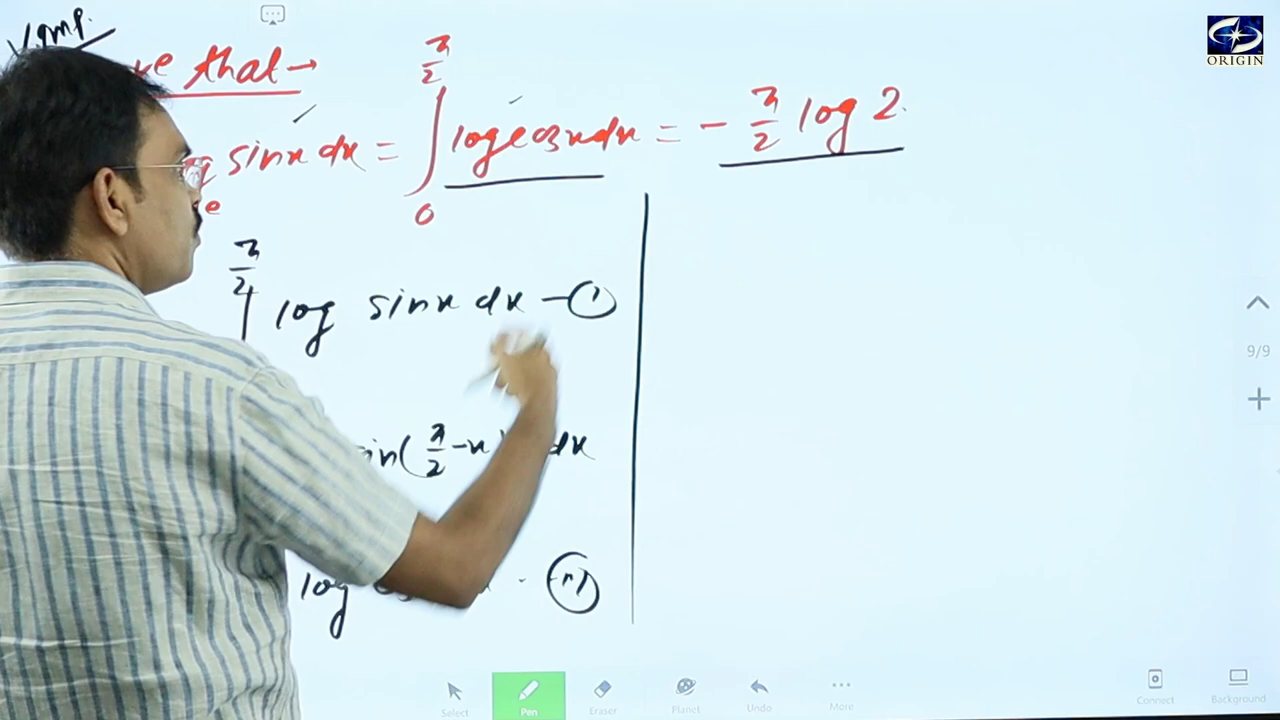 V.Imp.
ORIGIN
that →
sinx dx = ∫₀^{π/2} log cosx dx = - π/2 log 2.
π/2
log sinx dx - (1)
sin(π/2 - x) dx
log
9/9
Select
Pen
Eraser
Planet
Undo
More
Connect
Background